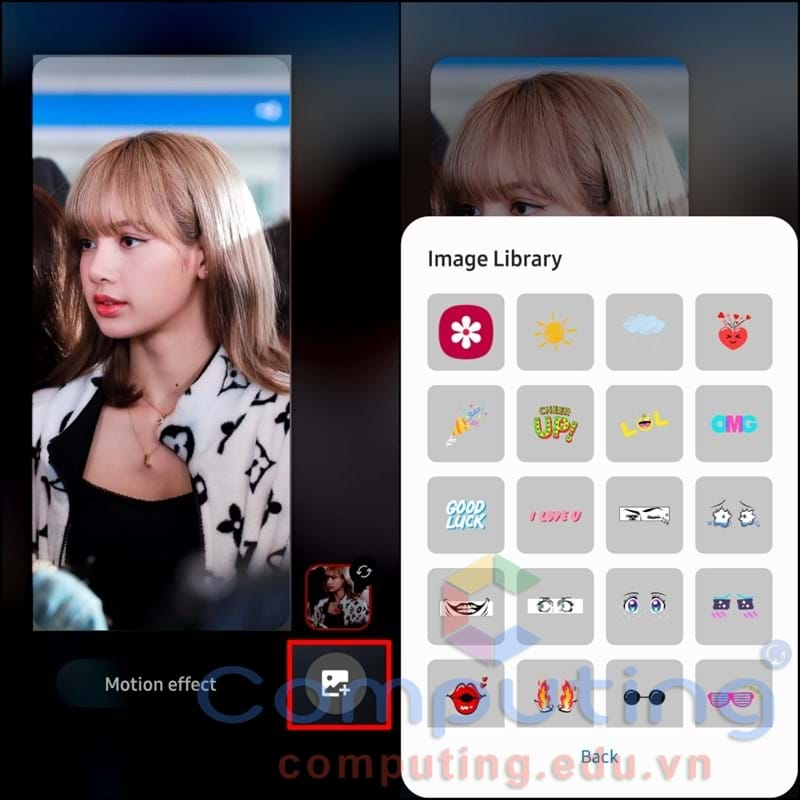 Motion effect
Image Library
CHEER
UP!
LOL
OMG
GOOD
LUCK
I LOVE U
Back
Computing
computing.edu.vn